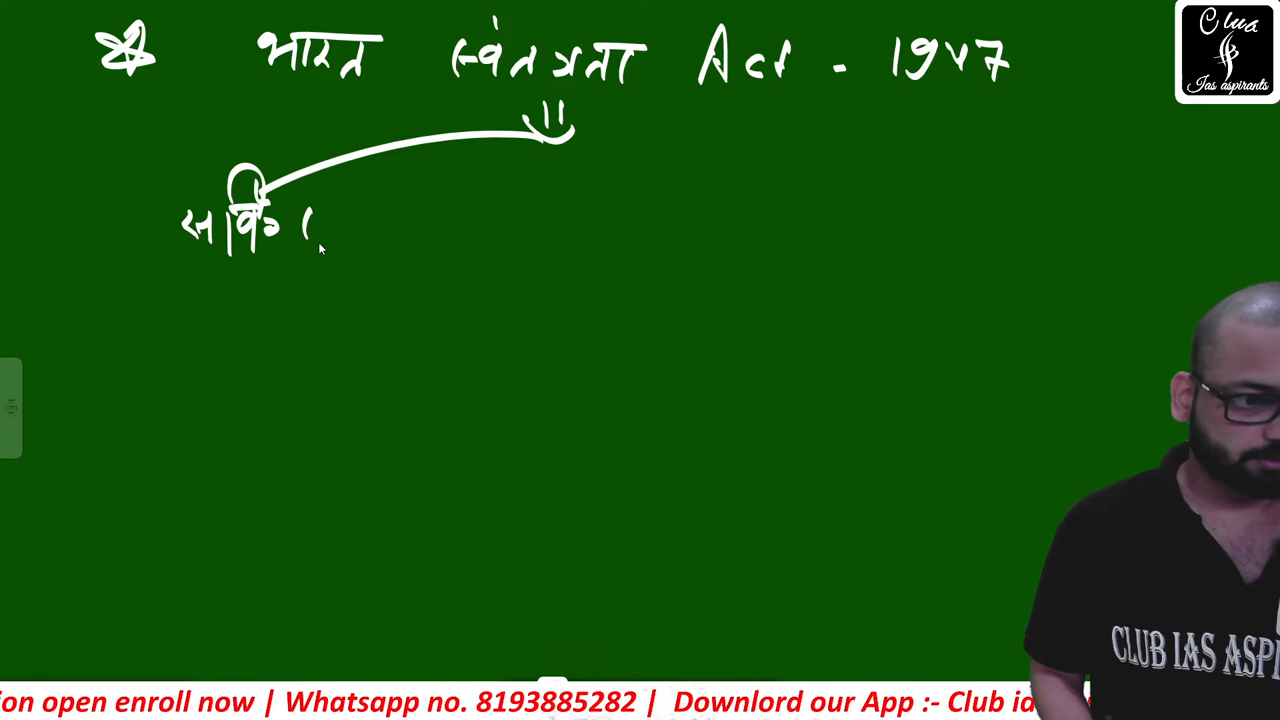 भारत स्वंतत्रता Act - 1947
Club
Ias aspirants
CLUB IAS ASPI
ion open enroll now | Whatsapp no. 8193885282 | Downlord our App :- Club ia